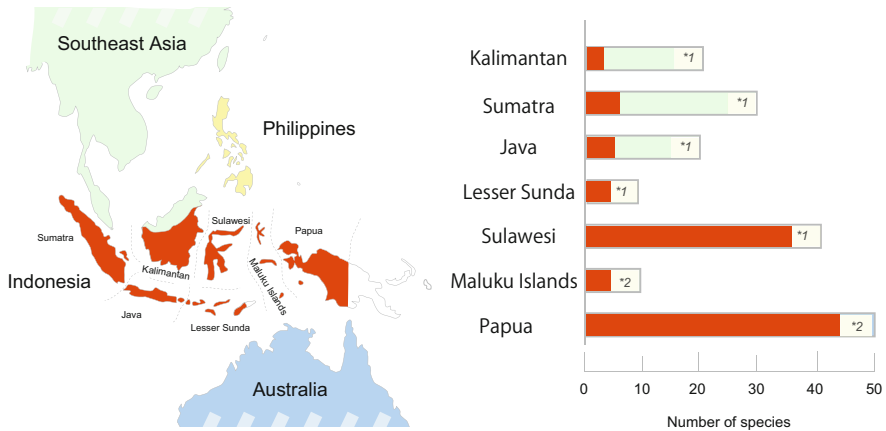 Southeast Asia
Philippines
Sulawesi
Papua
Sumatra
Indonesia
Kalimantan
Maluku Islands
Java
Lesser Sunda
Australia
Kalimantan *1
Sumatra *1
Java *1
Lesser Sunda *1
Sulawesi *1
Maluku Islands *2
Papua *2
0 10 20 30 40 50
Number of species